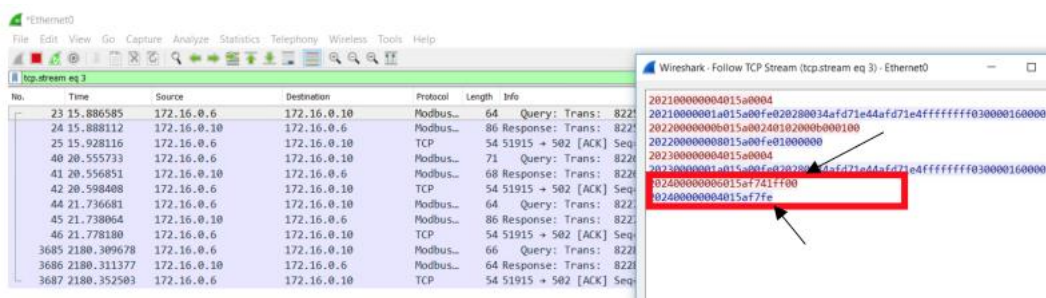 *Ethernet0
File Edit View Go Capture Analyze Statistics Telephony Wireless Tools Help
tcp.stream eq 3
No. Time Source Destination Protocol Length Info
23 15.886585 172.16.0.6 172.16.0.10 Modbus… 64 Query: Trans: 8225
24 15.888112 172.16.0.10 172.16.0.6 Modbus… 86 Response: Trans: 8225
25 15.928116 172.16.0.6 172.16.0.10 TCP 54 51915 → 502 [ACK] Seq=
40 20.555733 172.16.0.6 172.16.0.10 Modbus… 71 Query: Trans: 8226
41 20.556851 172.16.0.10 172.16.0.6 Modbus… 68 Response: Trans: 8226
42 20.598408 172.16.0.6 172.16.0.10 TCP 54 51915 → 502 [ACK] Seq=
44 21.736681 172.16.0.6 172.16.0.10 Modbus… 64 Query: Trans: 8227
45 21.738064 172.16.0.10 172.16.0.6 Modbus… 86 Response: Trans: 8227
46 21.778180 172.16.0.6 172.16.0.10 TCP 54 51915 → 502 [ACK] Seq=
3685 2180.309678 172.16.0.6 172.16.0.10 Modbus… 66 Query: Trans: 8228
3686 2180.311377 172.16.0.10 172.16.0.6 Modbus… 64 Response: Trans: 8228
3687 2180.352503 172.16.0.6 172.16.0.10 TCP 54 51915 → 502 [ACK] Seq=
Wireshark · Follow TCP Stream (tcp.stream eq 3) · Ethernet0
202100000004015a0004
20210000001a015a00fe020280034afd71e44afd71e4ffffffff030000160000
20220000000b015a00240102000b000100
202200000008015a00fe01000000
202300000004015a0004
20230000001a015a00fe020280034afd71e44afd71e4ffffffff030000160000
202400000006015af741ff00
202400000004015af7fe